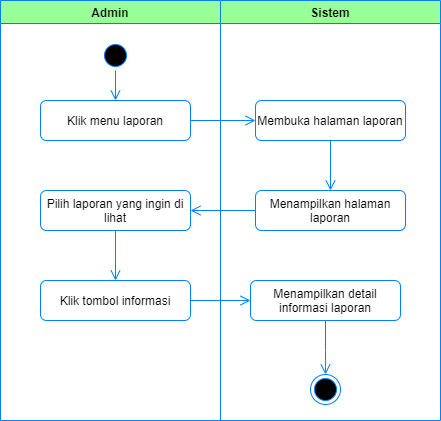 Admin
Sistem
Klik menu laporan
Membuka halaman laporan
Menampilkan halaman
laporan
Pilih laporan yang ingin di
lihat
Klik tombol informasi
Menampilkan detail
informasi laporan